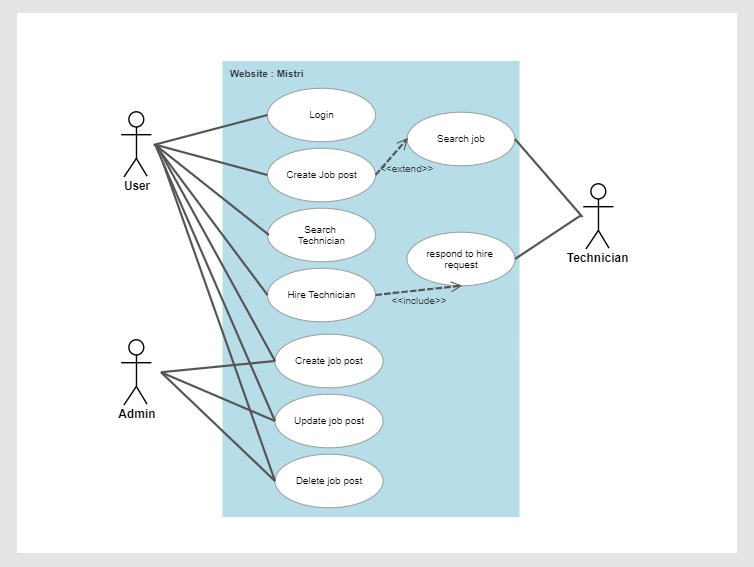 Website : Mistri
Login
Search job
Create Job post
<<extend>>
User
Search
Technician
respond to hire
request
Technician
Hire Technician
<<include>>
Create job post
Admin
Update job post
Delete job post